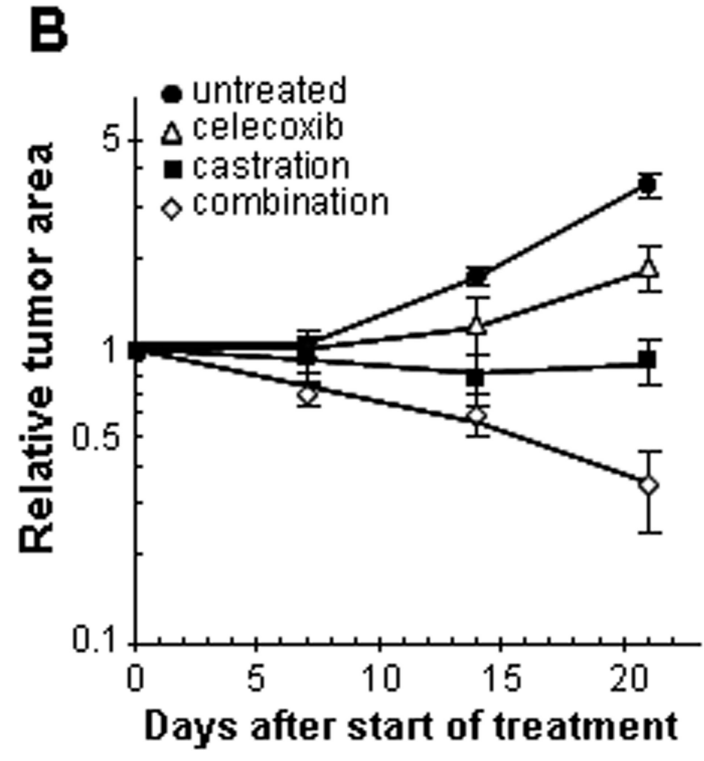 B
untreated
celecoxib
castration
combination
Relative tumor area
5
1
0.5
0.1
0 5 10 15 20
Days after start of treatment